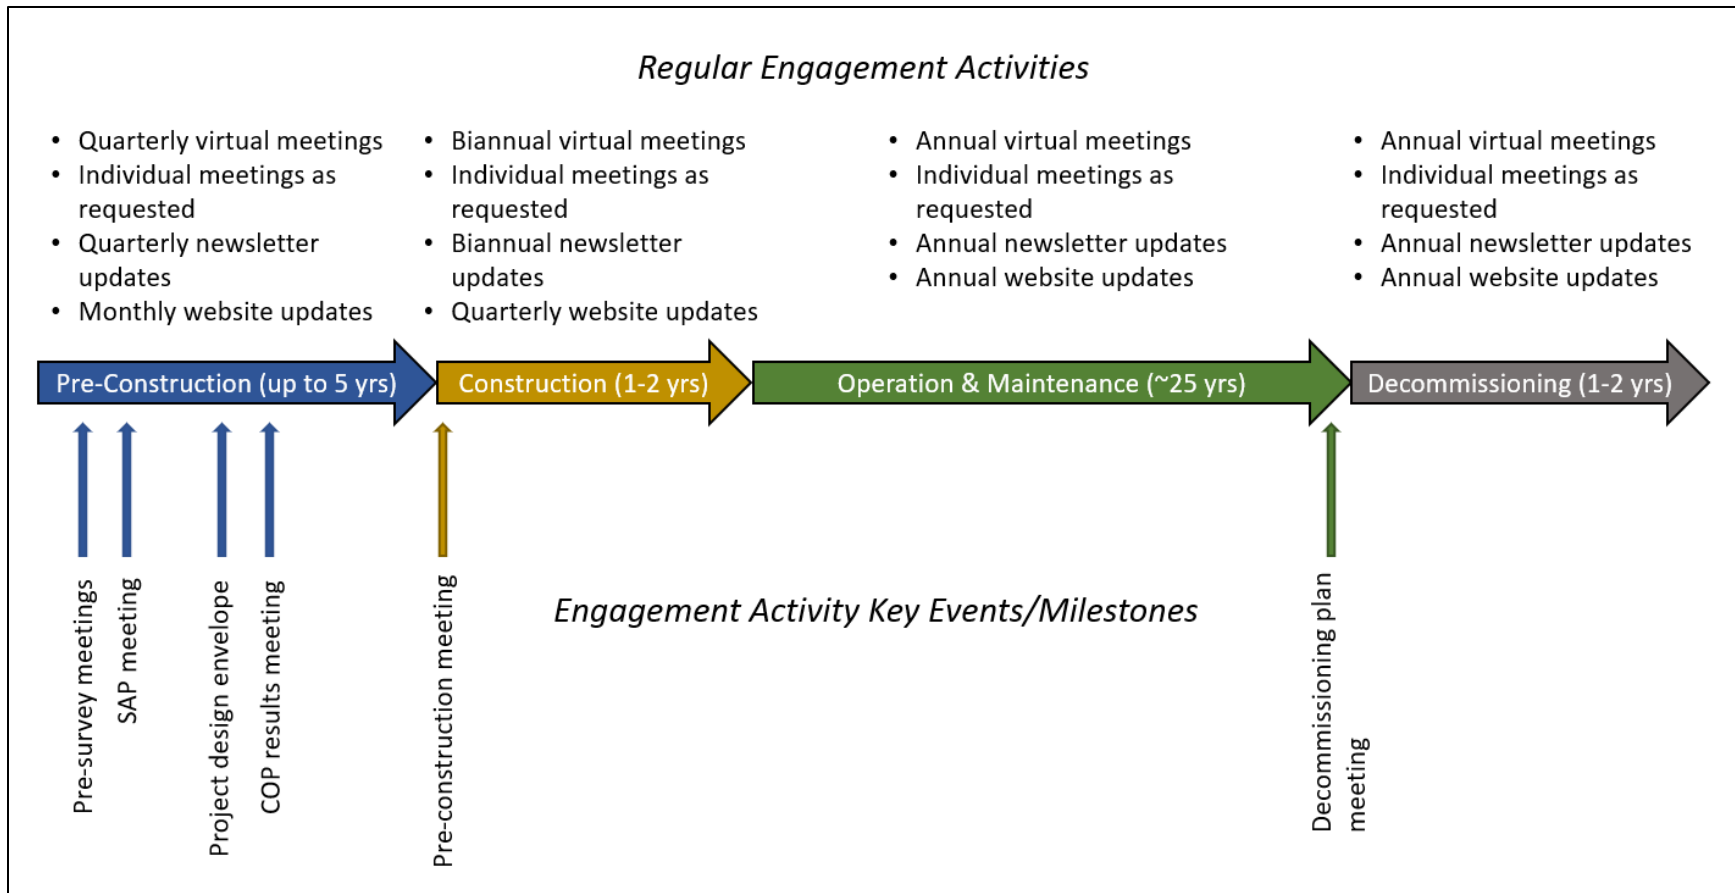 Regular Engagement Activities
• Quarterly virtual meetings
• Individual meetings as
requested
• Quarterly newsletter
updates
• Monthly website updates
• Biannual virtual meetings
• Individual meetings as
requested
• Biannual newsletter
updates
• Quarterly website updates
• Annual virtual meetings
• Individual meetings as
requested
• Annual newsletter updates
• Annual website updates
• Annual virtual meetings
• Individual meetings as
requested
• Annual newsletter updates
• Annual website updates
Pre-Construction (up to 5 yrs)
Construction (1-2 yrs)
Operation & Maintenance (~25 yrs)
Decommissioning (1-2 yrs)
Pre-survey meetings
SAP meeting
Project design envelope
COP results meeting
Pre-construction meeting
Engagement Activity Key Events/Milestones
Decommissioning plan
meeting